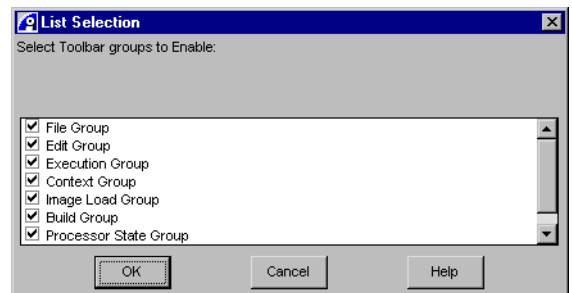 List Selection
Select Toolbar groups to Enable:
File Group
Edit Group
Execution Group
Context Group
Image Load Group
Build Group
Processor State Group
OK Cancel Help